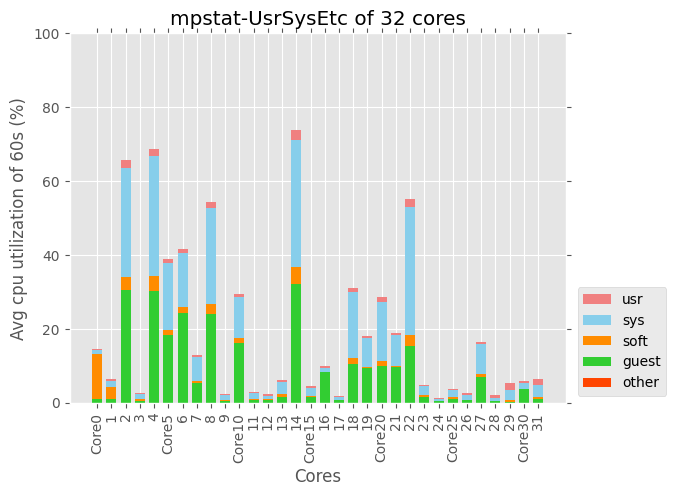 mpstat-UsrSysEtc of 32 cores
Avg cpu utilization of 60s (%)
100
80
60
40
20
0
Core0
1
2
3
4
Core5
6
7
8
9
Core10
11
12
13
14
Core15
16
17
18
19
Core20
21
22
23
24
Core25
26
27
28
29
Core30
31
Cores
usr
sys
soft
guest
other